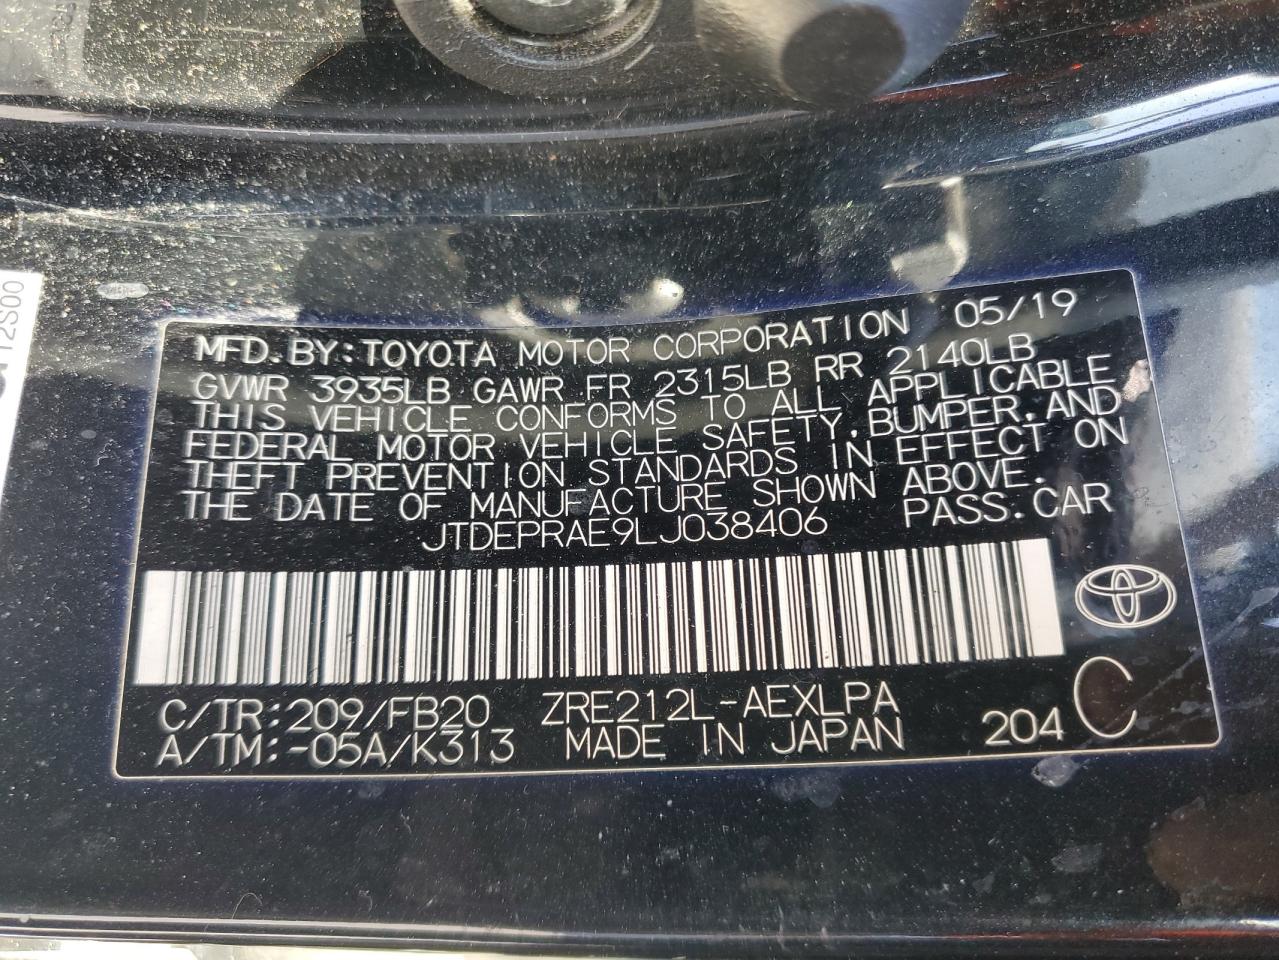 MFD.BY:TOYOTA MOTOR CORPORATION 05/19
GVWR 3935LB GAWR FR 2315LB RR 2140LB
THIS VEHICLE CONFORMS TO ALL APPLICABLE
FEDERAL MOTOR VEHICLE SAFETY,BUMPER,AND
THEFT PREVENTION STANDARDS IN EFFECT ON
THE DATE OF MANUFACTURE SHOWN ABOVE.
JTDEPRAE9LJ038406 PASS.CAR
C/TR:209/FB20 ZRE212L-AEXLPA
A/TM:-05A/K313 MADE IN JAPAN 204 C